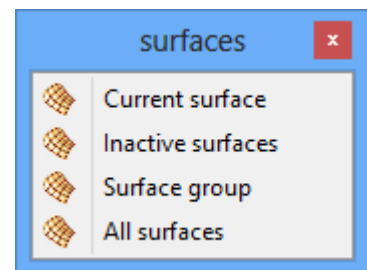 surfaces
x
Current surface
Inactive surfaces
Surface group
All surfaces